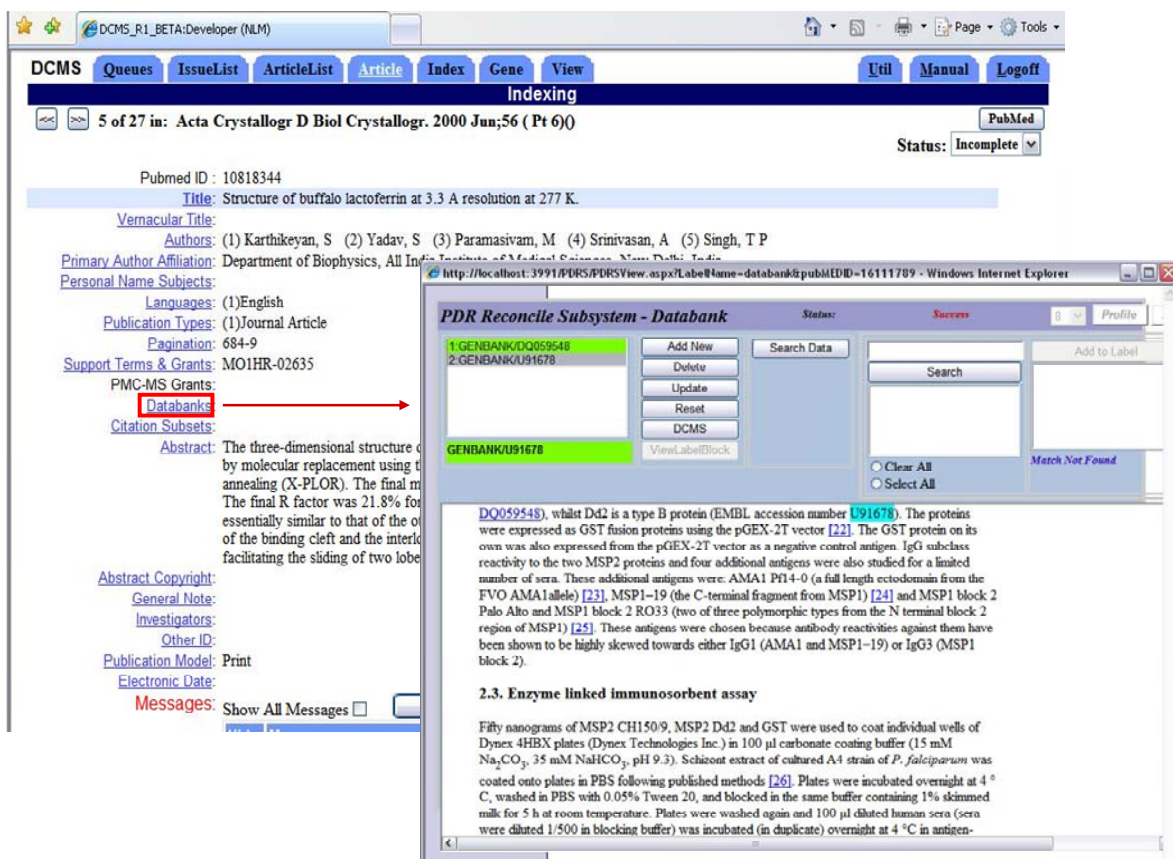 DCMS_R1_BETA:Developer (NLM)
Page Tools
DCMS Queues IssueList ArticleList Article Index Gene View Util Manual Logoff
Indexing
<< >> 5 of 27 in: Acta Crystallogr D Biol Crystallogr. 2000 Jun;56 ( Pt 6)() PubMed
Status: Incomplete
Pubmed ID : 10818344
Title: Structure of buffalo lactoferrin at 3.3 A resolution at 277 K.
Vernacular Title:
Authors: (1) Karthikeyan, S (2) Yadav, S (3) Paramasivam, M (4) Srinivasan, A (5) Singh, T P
Primary Author Affiliation: Department of Biophysics, All India Institute of Medical Sciences, New Delhi, India
Personal Name Subjects:
Languages: (1)English
Publication Types: (1)Journal Article
Pagination: 684-9
Support Terms & Grants: MO1HR-02635
PMC-MS Grants:
Databanks:
Citation Subsets:
Abstract: The three-dimensional structure
by molecular replacement using
annealing (X-PLOR). The final
The final R factor was 21.8% for
essentially similar to that of the
of the binding cleft and the
facilitating the sliding of two lobe
Abstract Copyright:
General Note:
Investigators:
Other ID:
Publication Model: Print
Electronic Date:
Messages: Show All Messages
http://localhost:3991/PDRS/PDRSView.aspx?LabelName=databank&pubMEDID=16111789 - Windows Internet Explorer
PDR Reconcile Subsystem - Databank Status: Success 8 Profile
1:GENBANK/DQ059548 Add New Search Data Add to Label
2:GENBANK/U91678 Delete Search
Update
Reset
DCMS
GENBANK/U91678 ViewLabelBlock
Clear All Match Not Found
Select All
DQ059548), whilst Dd2 is a type B protein (EMBL accession number U91678). The proteins
were expressed as GST fusion proteins using the pGEX-2T vector [22]. The GST protein on its
own was also expressed from the pGEX-2T vector as a negative control antigen. IgG subclass
reactivity to the two MSP2 proteins and four additional antigens were also studied for a limited
number of sera. These additional antigens were: AMA1 Pf14-0 (a full length ectodomain from the
FVO AMA1allele) [23], MSP1–19 (the C-terminal fragment from MSP1) [24] and MSP1 block 2
Palo Alto and MSP1 block 2 RO33 (two of three polymorphic types from the N terminal block 2
region of MSP1) [25]. These antigens were chosen because antibody reactivities against them have
been shown to be highly skewed towards either IgG1 (AMA1 and MSP1–19) or IgG3 (MSP1
block 2).
2.3. Enzyme linked immunosorbent assay
Fifty nanograms of MSP2 CH150/9, MSP2 Dd2 and GST were used to coat individual wells of
Dynex 4HBX plates (Dynex Technologies Inc.) in 100 µl carbonate coating buffer (15 mM
Na2CO3, 35 mM NaHCO3, pH 9.3). Schizont extract of cultured A4 strain of P. falciparum was
coated onto plates in PBS following published methods [26]. Plates were incubated overnight at 4 °
C, washed in PBS with 0.05% Tween 20, and blocked in the same buffer containing 1% skimmed
milk for 5 h at room temperature. Plates were washed again and 100 µl diluted human sera (sera
were diluted 1/500 in blocking buffer) was incubated (in duplicate) overnight at 4 °C in antigen-